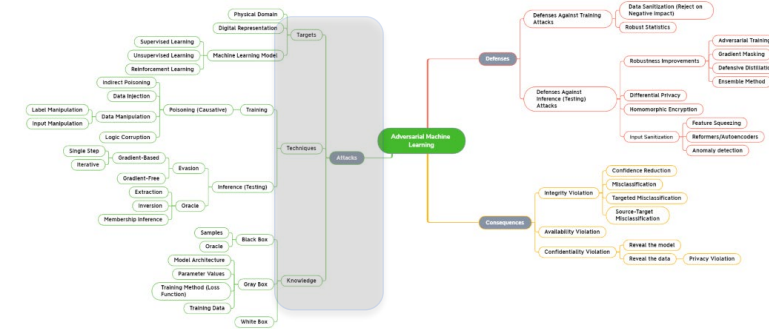 Physical Domain
Digital Representation
Targets
Supervised Learning
Unsupervised Learning
Reinforcement Learning
Machine Learning Model
Indirect Poisoning
Data Injection
Label Manipulation
Input Manipulation
Data Manipulation
Logic Corruption
Poisoning (Causative)
Training
Single Step
Iterative
Gradient-Based
Gradient-Free
Evasion
Extraction
Inversion
Membership Inference
Oracle
Inference (Testing)
Techniques
Attacks
Samples
Oracle
Black Box
Model Architecture
Parameter Values
Training Method (Loss
Function)
Training Data
Gray Box
White Box
Knowledge
Adversarial Machine
Learning
Defenses
Defenses Against Training
Attacks
Data Sanitization (Reject on
Negative Impact)
Robust Statistics
Defenses Against
Inference (Testing)
Attacks
Robustness Improvements
Adversarial Training
Gradient Masking
Defensive Distillatio
Ensemble Method
Differential Privacy
Homomorphic Encryption
Input Sanitization
Feature Squeezing
Reformers/Autoencoders
Anomaly detection
Consequences
Integrity Violation
Confidence Reduction
Misclassification
Targeted Misclassification
Source-Target
Misclassification
Availability Violation
Confidentiality Violation
Reveal the model
Reveal the data
Privacy Violation